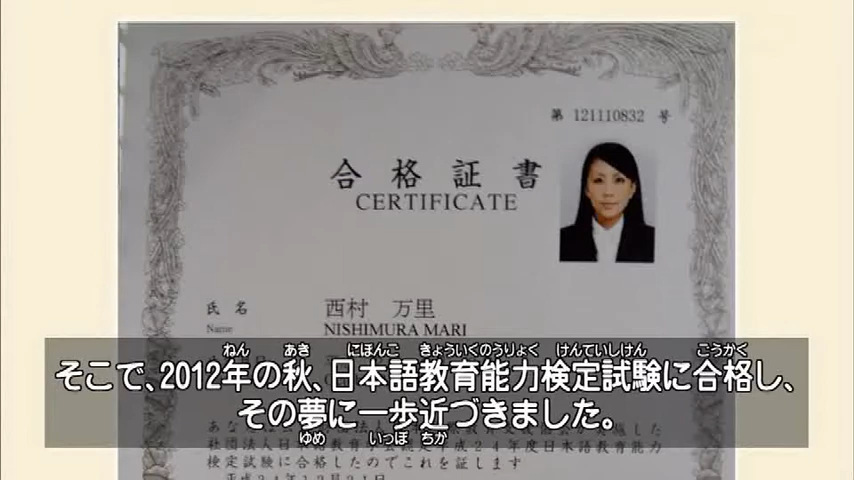 第 121110832 号
合格証書
CERTIFICATE
氏名
西村 万里
Name
NISHIMURA MARI
そこで、2012年の秋、日本語教育能力検定試験に合格し、
ねん あき にほんご きょういくのうりょく けんていしけん ごうかく
その夢に一歩近づきました。
ゆめ いっぽ ちか
検定試験に合格したのでこれを証します